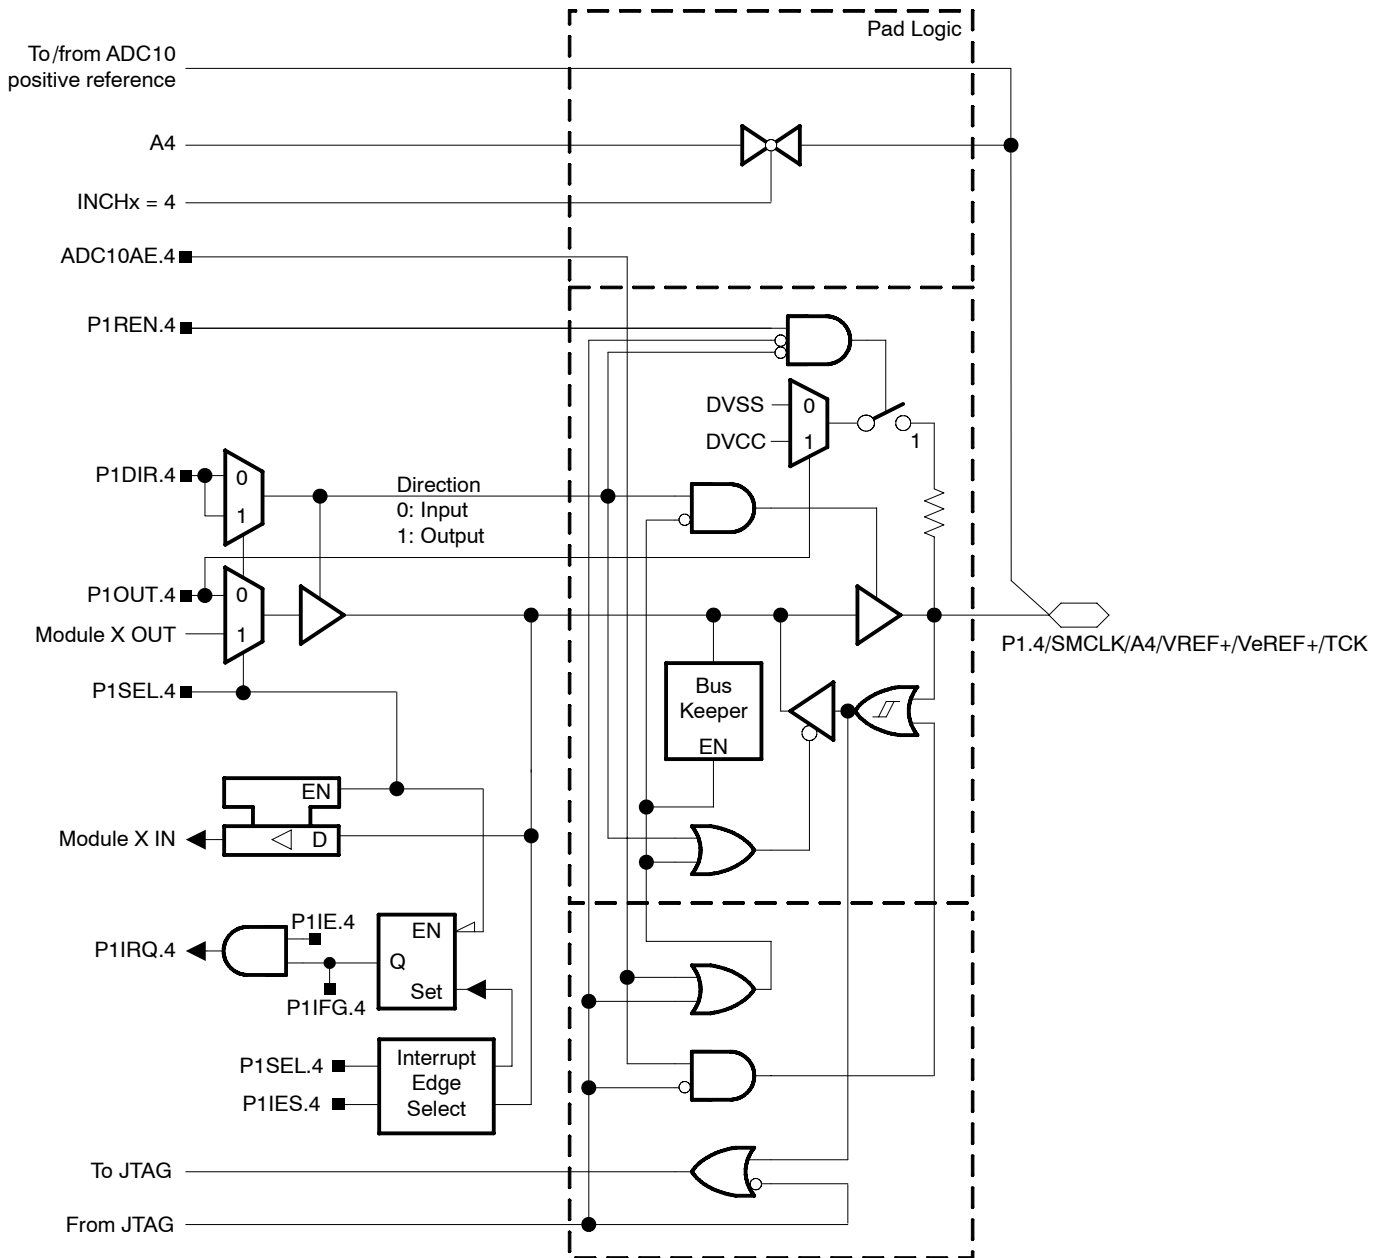 Pad Logic
To/from ADC10
positive reference
A4
INCHx = 4
ADC10AE.4
P1REN.4
DVSS
0
DVCC
1
1
P1DIR.4
0
1
Direction
0: Input
1: Output
P1OUT.4
0
Module X OUT
1
P1.4/SMCLK/A4/VREF+/VeREF+/TCK
P1SEL.4
Bus
Keeper
EN
EN
Module X IN
D
P1IE.4
EN
P1IRQ.4
Q
Set
P1IFG.4
P1SEL.4
Interrupt
Edge
Select
P1IES.4
To JTAG
From JTAG